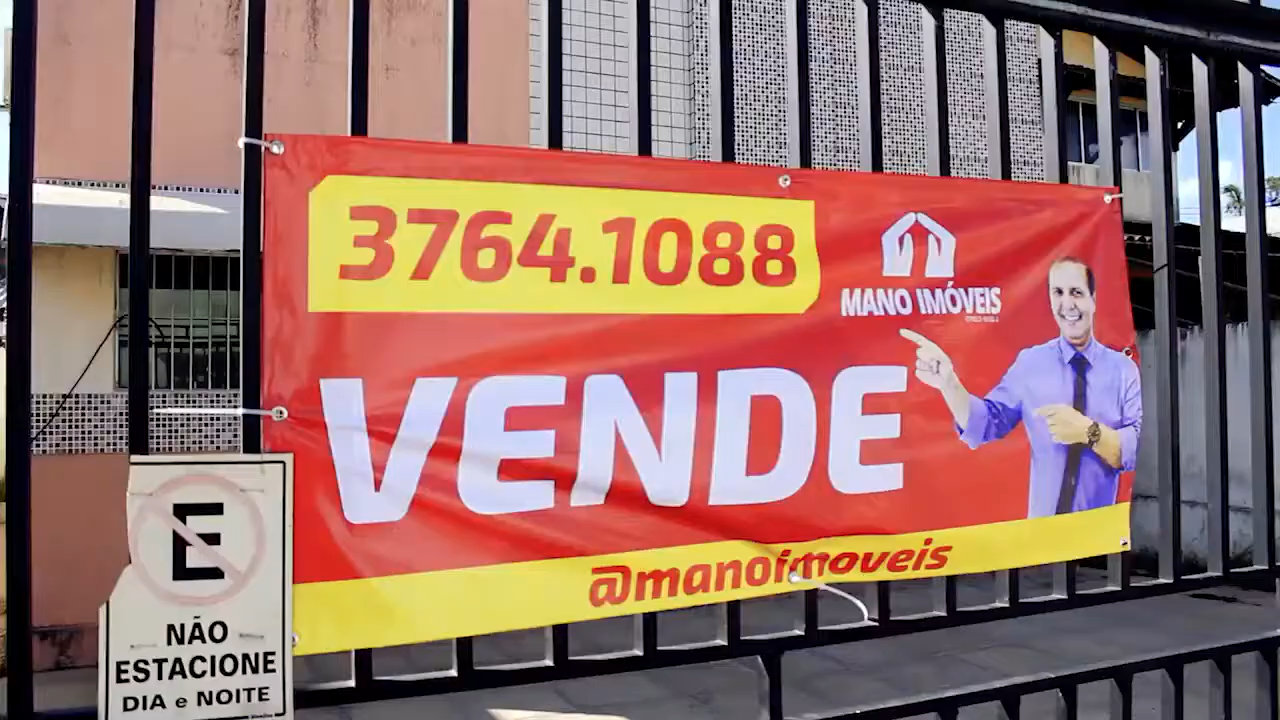 3764.1088
MANO IMÓVEIS
VENDE
@manoimoveis
E
NÃO
ESTACIONE
DIA e NOITE